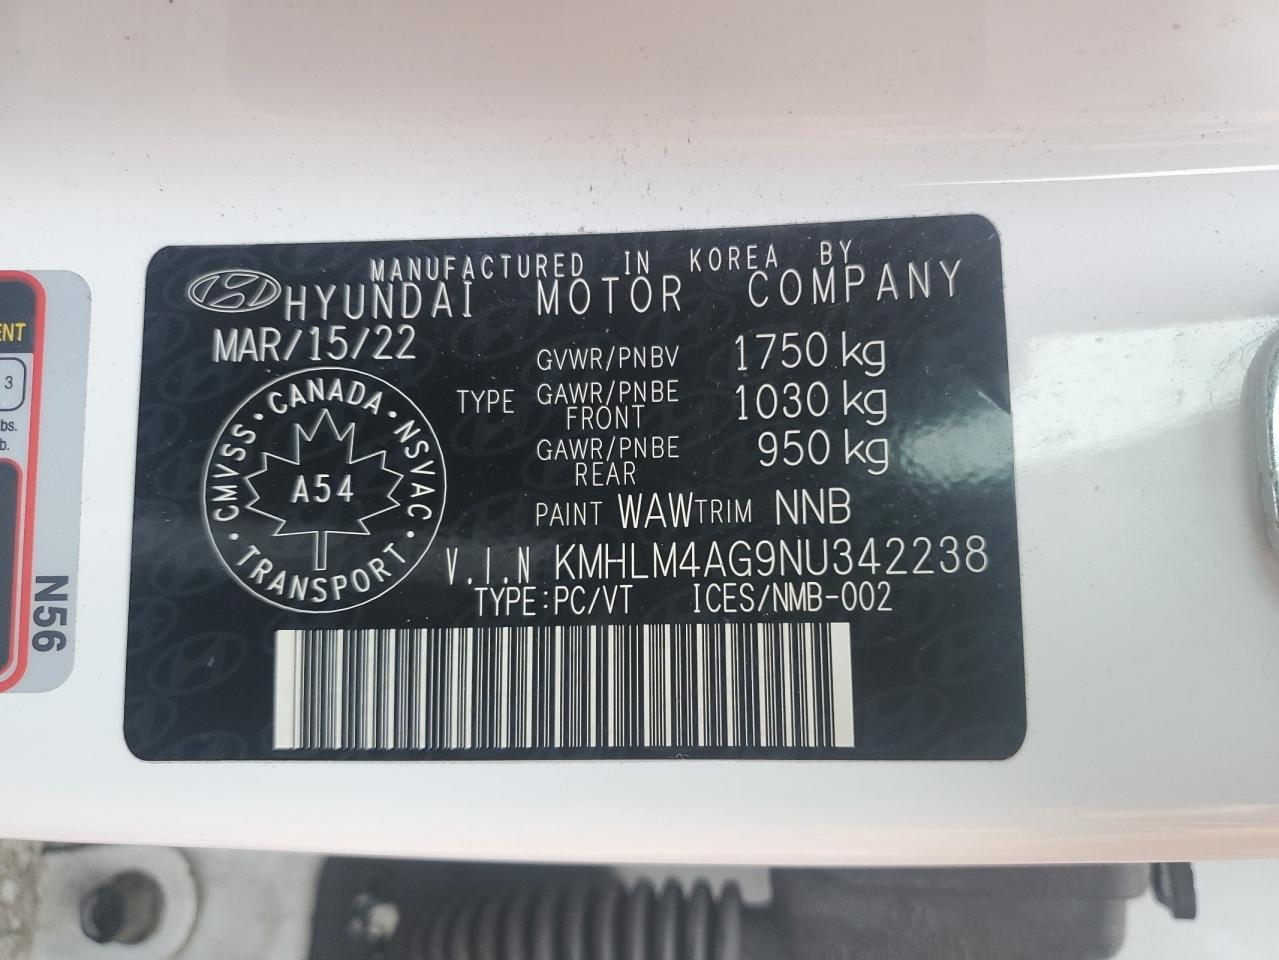 MANUFACTURED IN KOREA BY
HYUNDAI MOTOR COMPANY
MAR/15/22
GVWR/PNBV 1750 kg
TYPE GAWR/PNBE FRONT 1030 kg
GAWR/PNBE REAR 950 kg
PAINT WAW TRIM NNB
V.I.N KMHLM4AG9NU342238
TYPE:PC/VT ICES/NMB-002
CANADA · NSVAC · TRANSPORT · CMVSS ·
A54
3
N56